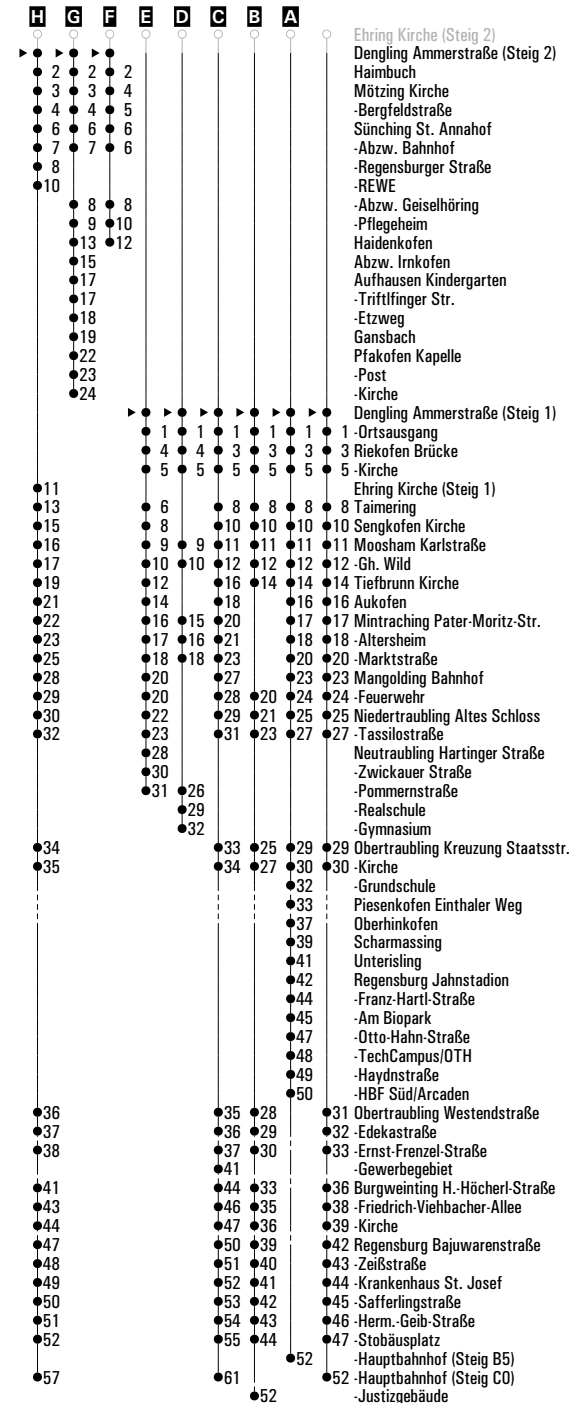 H G F E D C B A
Ehring Kirche (Steig 2)
Dengling Ammerstraße (Steig 2)
2 2 2 Haimbuch
3 3 4 Mötzing Kirche
4 4 5 -Bergfeldstraße
6 6 6 Sünching St. Annahof
7 7 6 -Abzw. Bahnhof
8 -Regensburger Straße
10 -REWE
8 8 -Abzw. Geiselhöring
9 10 -Pflegeheim
13 12 Haidenkofen
15 Abzw. Irnkofen
17 Aufhausen Kindergarten
17 -Triftlfinger Str.
18 -Etzweg
19 Gansbach
22 Pfakofen Kapelle
23 -Post
24 -Kirche
Dengling Ammerstraße (Steig 1)
1 1 1 1 1 1 -Ortsausgang
4 4 3 3 3 3 Riekofen Brücke
5 5 5 5 5 5 -Kirche
11 Ehring Kirche (Steig 1)
13 6 8 8 8 8 Taimering
15 8 10 10 10 10 Sengkofen Kirche
16 9 9 11 11 11 11 Moosham Karlstraße
17 10 10 12 12 12 12 -Gh. Wild
19 12 16 14 14 14 Tiefbrunn Kirche
21 14 18 16 16 Aukofen
22 16 15 20 17 17 Mintraching Pater-Moritz-Str.
23 17 16 21 18 18 -Altersheim
25 18 18 23 20 20 -Marktstraße
28 20 27 23 23 Mangolding Bahnhof
29 20 28 20 24 24 -Feuerwehr
30 22 29 21 25 25 Niedertraubling Altes Schloss
32 23 31 23 27 27 -Tassilostraße
28 Neutraubling Hartinger Straße
30 -Zwickauer Straße
31 26 -Pommernstraße
29 -Realschule
32 -Gymnasium
34 33 25 29 29 Obertraubling Kreuzung Staatsstr.
35 34 27 30 30 -Kirche
32 -Grundschule
33 Piesenkofen Einthaler Weg
37 Oberhinkofen
39 Scharmassing
41 Unterisling
42 Regensburg Jahnstadion
44 -Franz-Hartl-Straße
45 -Am Biopark
47 -Otto-Hahn-Straße
48 -TechCampus/OTH
49 -Haydnstraße
50 -HBF Süd/Arcaden
36 35 28 31 Obertraubling Westendstraße
37 36 29 32 -Edekastraße
38 37 30 33 -Ernst-Frenzel-Straße
41 -Gewerbegebiet
41 44 33 36 Burgweinting H.-Höcherl-Straße
43 46 35 38 -Friedrich-Viehbacher-Allee
44 47 36 39 -Kirche
47 50 39 42 Regensburg Bajuwarenstraße
48 51 40 43 -Zeißstraße
49 52 41 44 -Krankenhaus St. Josef
50 53 42 45 -Safferlingstraße
51 54 43 46 -Herm.-Geib-Straße
52 55 44 47 -Stobäusplatz
52 -Hauptbahnhof (Steig B5)
57 61 52 -Hauptbahnhof (Steig C0)
52 -Justizgebäude